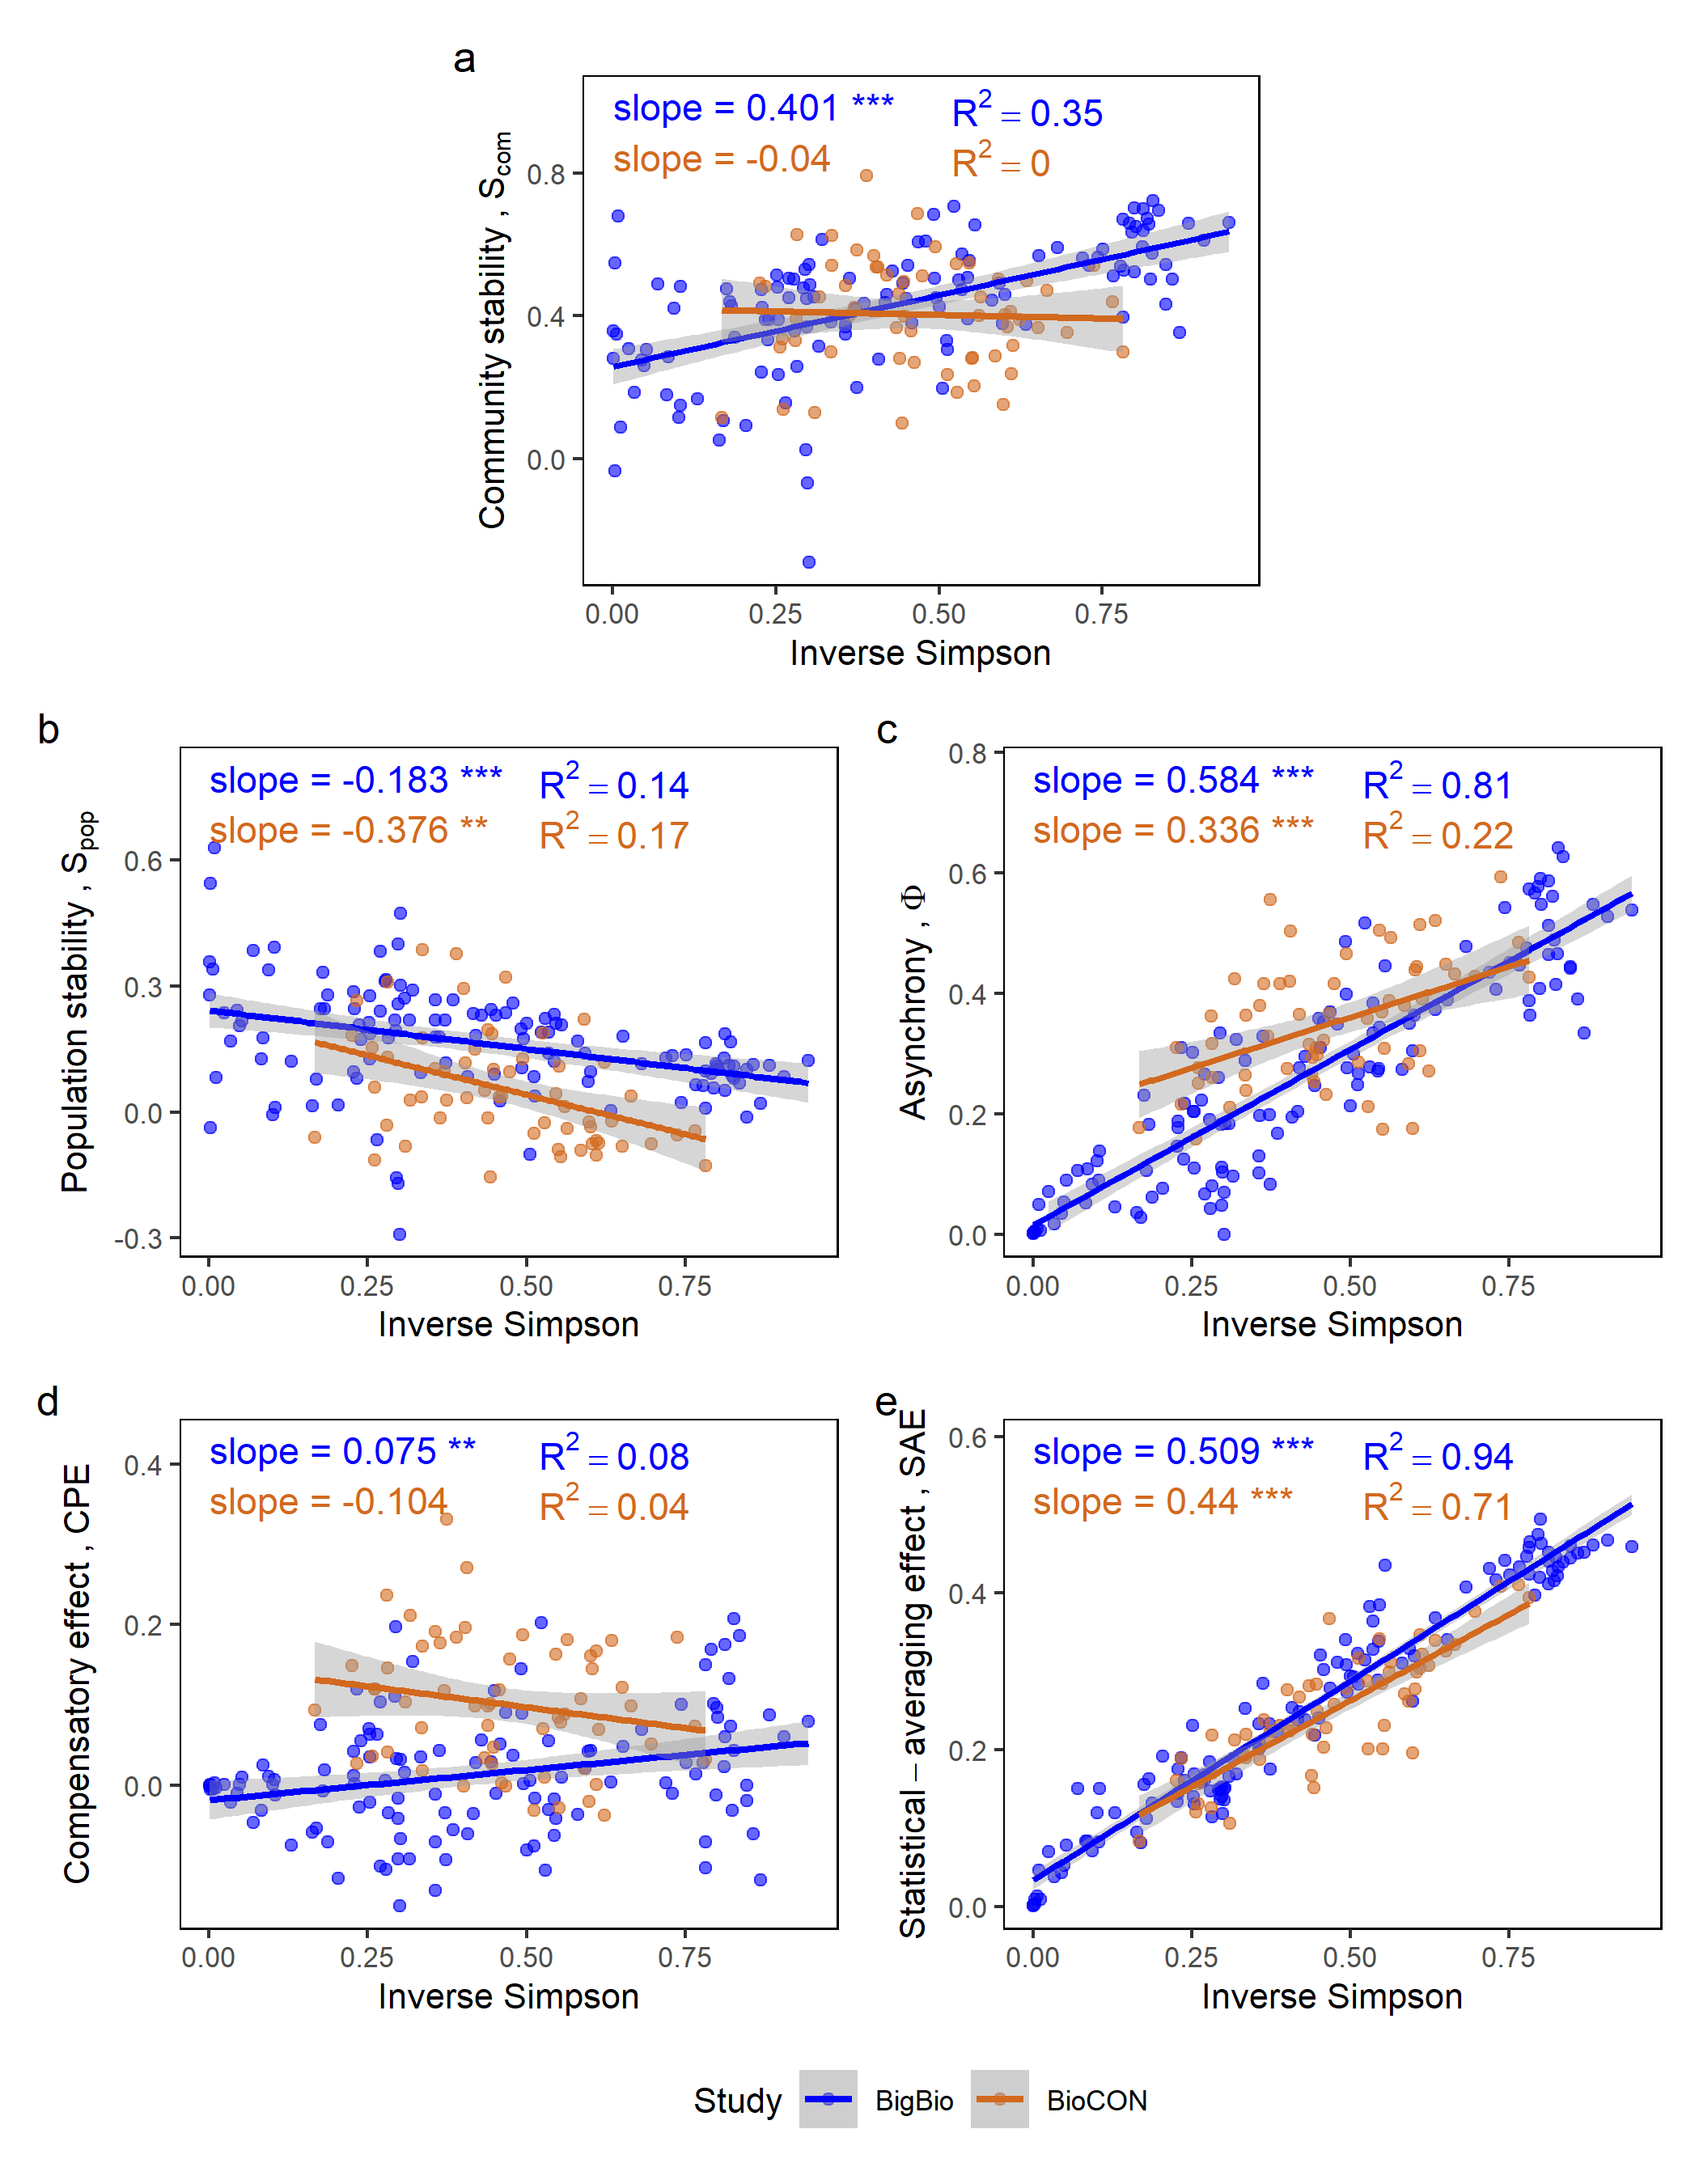 a
slope = 0.401 *** R2 = 0.35
slope = -0.04 R2 = 0
Community stability , Scom
0.8
0.4
0.0
0.00 0.25 0.50 0.75
Inverse Simpson
b
slope = -0.183 *** R2 = 0.14
slope = -0.376 ** R2 = 0.17
Population stability , Spop
0.6
0.3
0.0
-0.3
0.00 0.25 0.50 0.75
Inverse Simpson
c
slope = 0.584 *** R2 = 0.81
slope = 0.336 *** R2 = 0.22
Asynchrony , Φ
0.8
0.6
0.4
0.2
0.0
0.00 0.25 0.50 0.75
Inverse Simpson
d
slope = 0.075 ** R2 = 0.08
slope = -0.104 R2 = 0.04
Compensatory effect , CPE
0.4
0.2
0.0
0.00 0.25 0.50 0.75
Inverse Simpson
e
slope = 0.509 *** R2 = 0.94
slope = 0.44 *** R2 = 0.71
Statistical – averaging effect , SAE
0.6
0.4
0.2
0.0
0.00 0.25 0.50 0.75
Inverse Simpson
Study BigBio BioCON